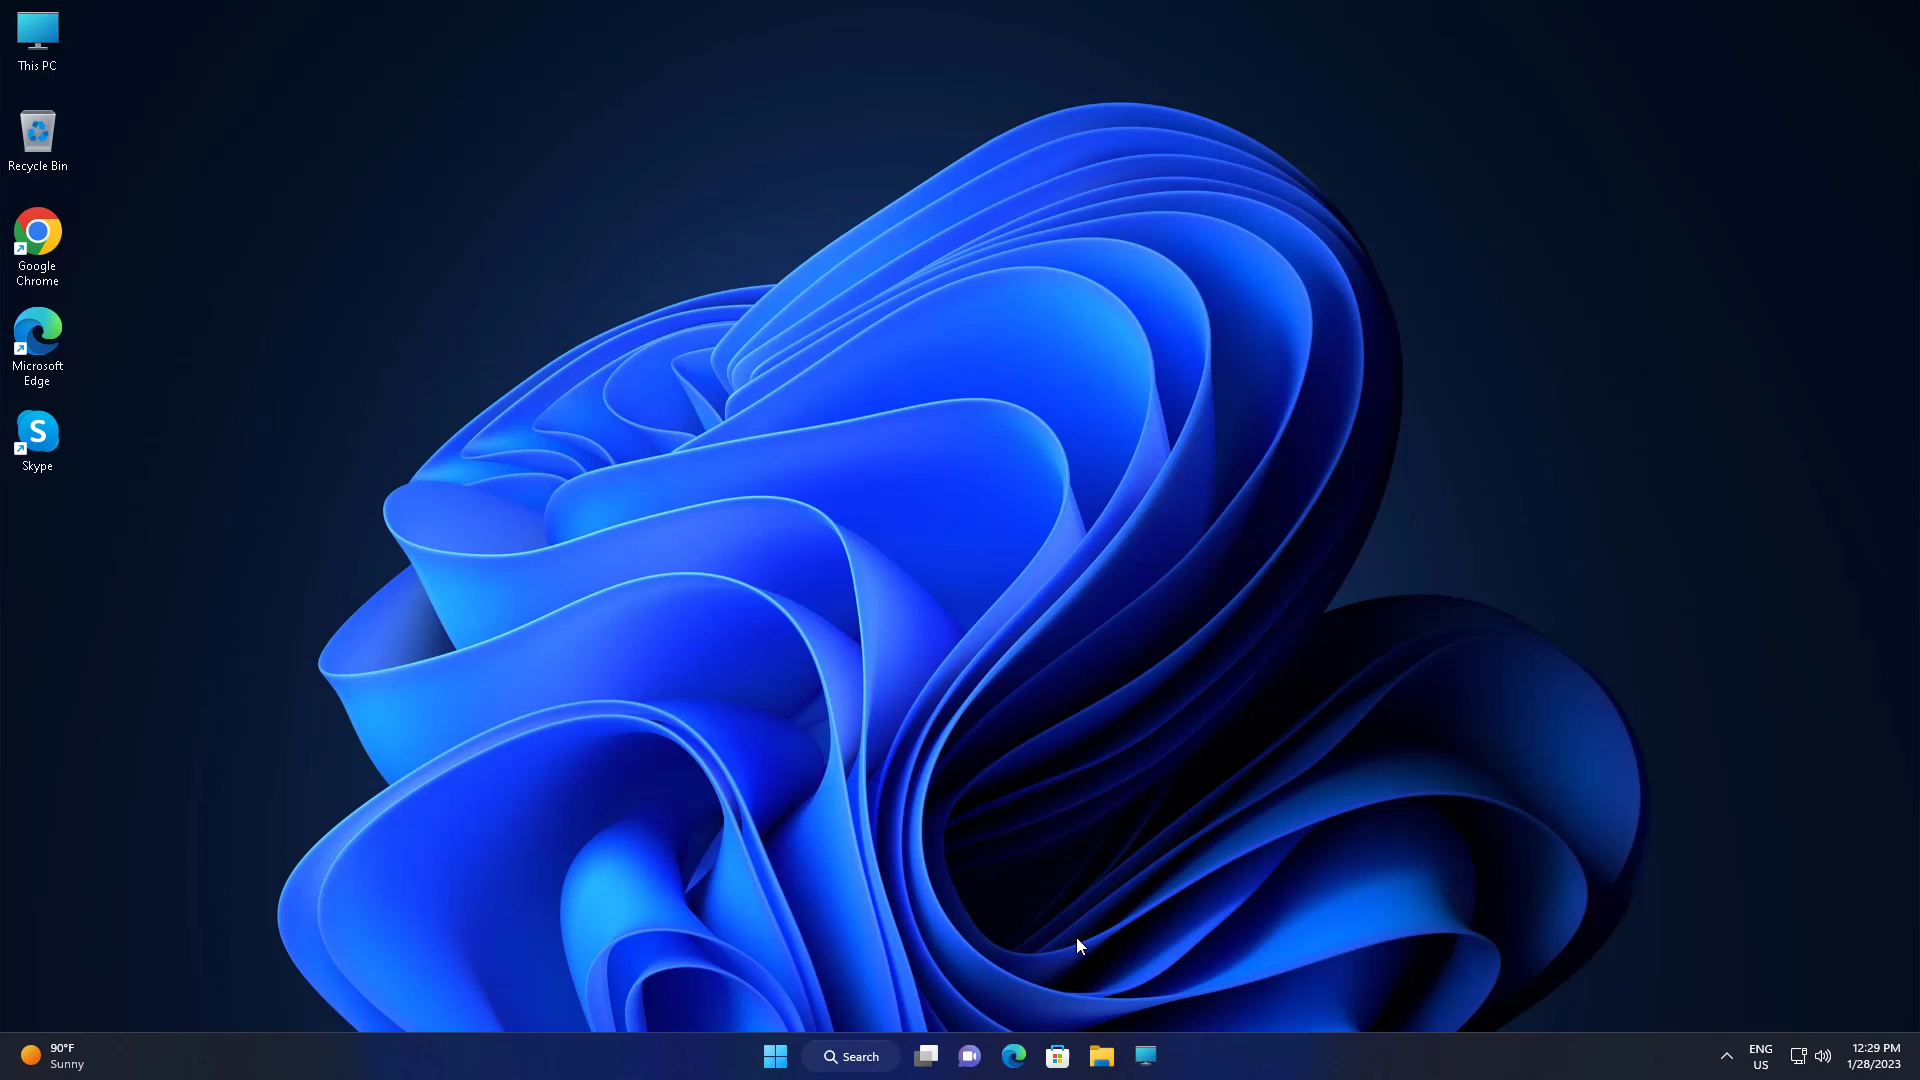 This PC
Recycle Bin
Google
Chrome
Microsoft
Edge
S
Skype
90°F
Sunny
Search
ENG
US
12:29 PM
1/28/2023